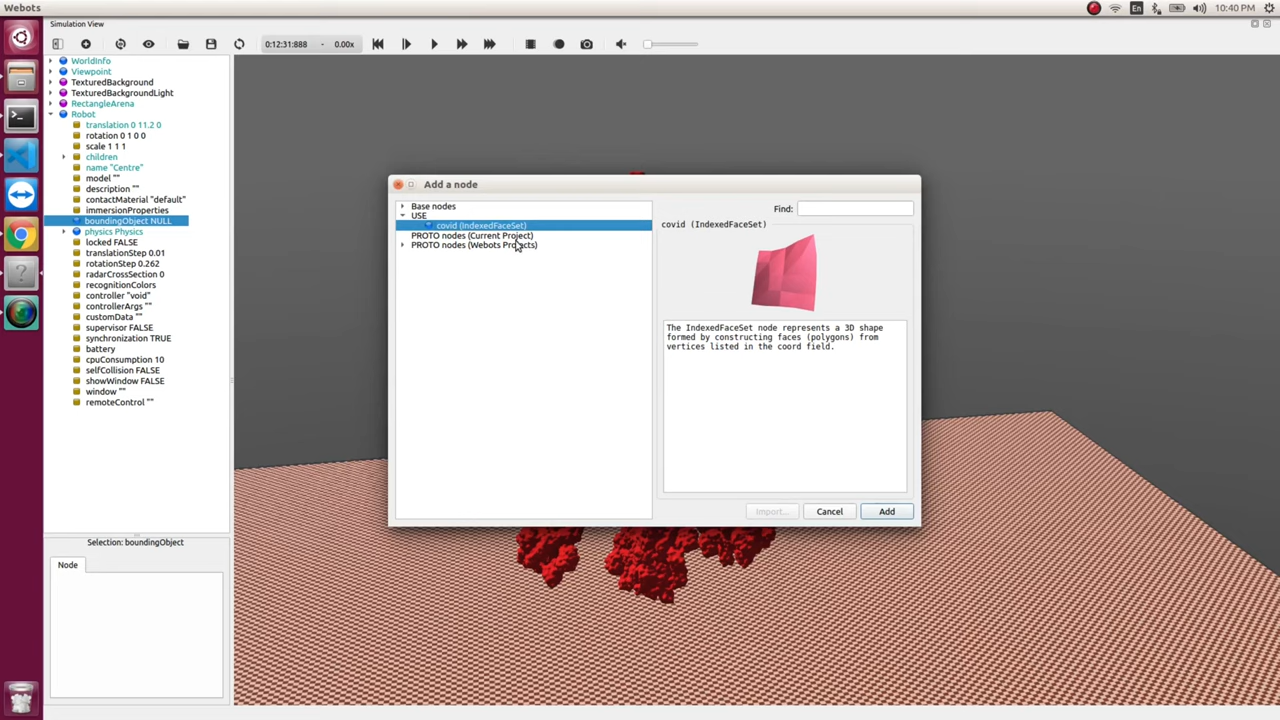 Webots
En
10:40 PM
Simulation View
0:12:31:888 - 0.00x
WorldInfo
Viewpoint
TexturedBackground
TexturedBackgroundLight
RectangleArena
Robot
translation 0 11.2 0
rotation 0 1 0 0
scale 1 1 1
children
name "Centre"
model ""
description ""
contactMaterial "default"
immersionProperties
boundingObject NULL
physics Physics
locked FALSE
translationStep 0.01
rotationStep 0.262
radarCrossSection 0
recognitionColors
controller "void"
controllerArgs ""
customData ""
supervisor FALSE
synchronization TRUE
battery
cpuConsumption 10
selfCollision FALSE
showWindow FALSE
window ""
remoteControl ""
Selection: boundingObject
Node
Add a node
Base nodes
USE
covid (IndexedFaceSet)
PROTO nodes (Current Project)
PROTO nodes (Webots Projects)
Find:
covid (IndexedFaceSet)
The IndexedFaceSet node represents a 3D shape
formed by constructing faces (polygons) from
vertices listed in the coord field.
Import...
Cancel
Add